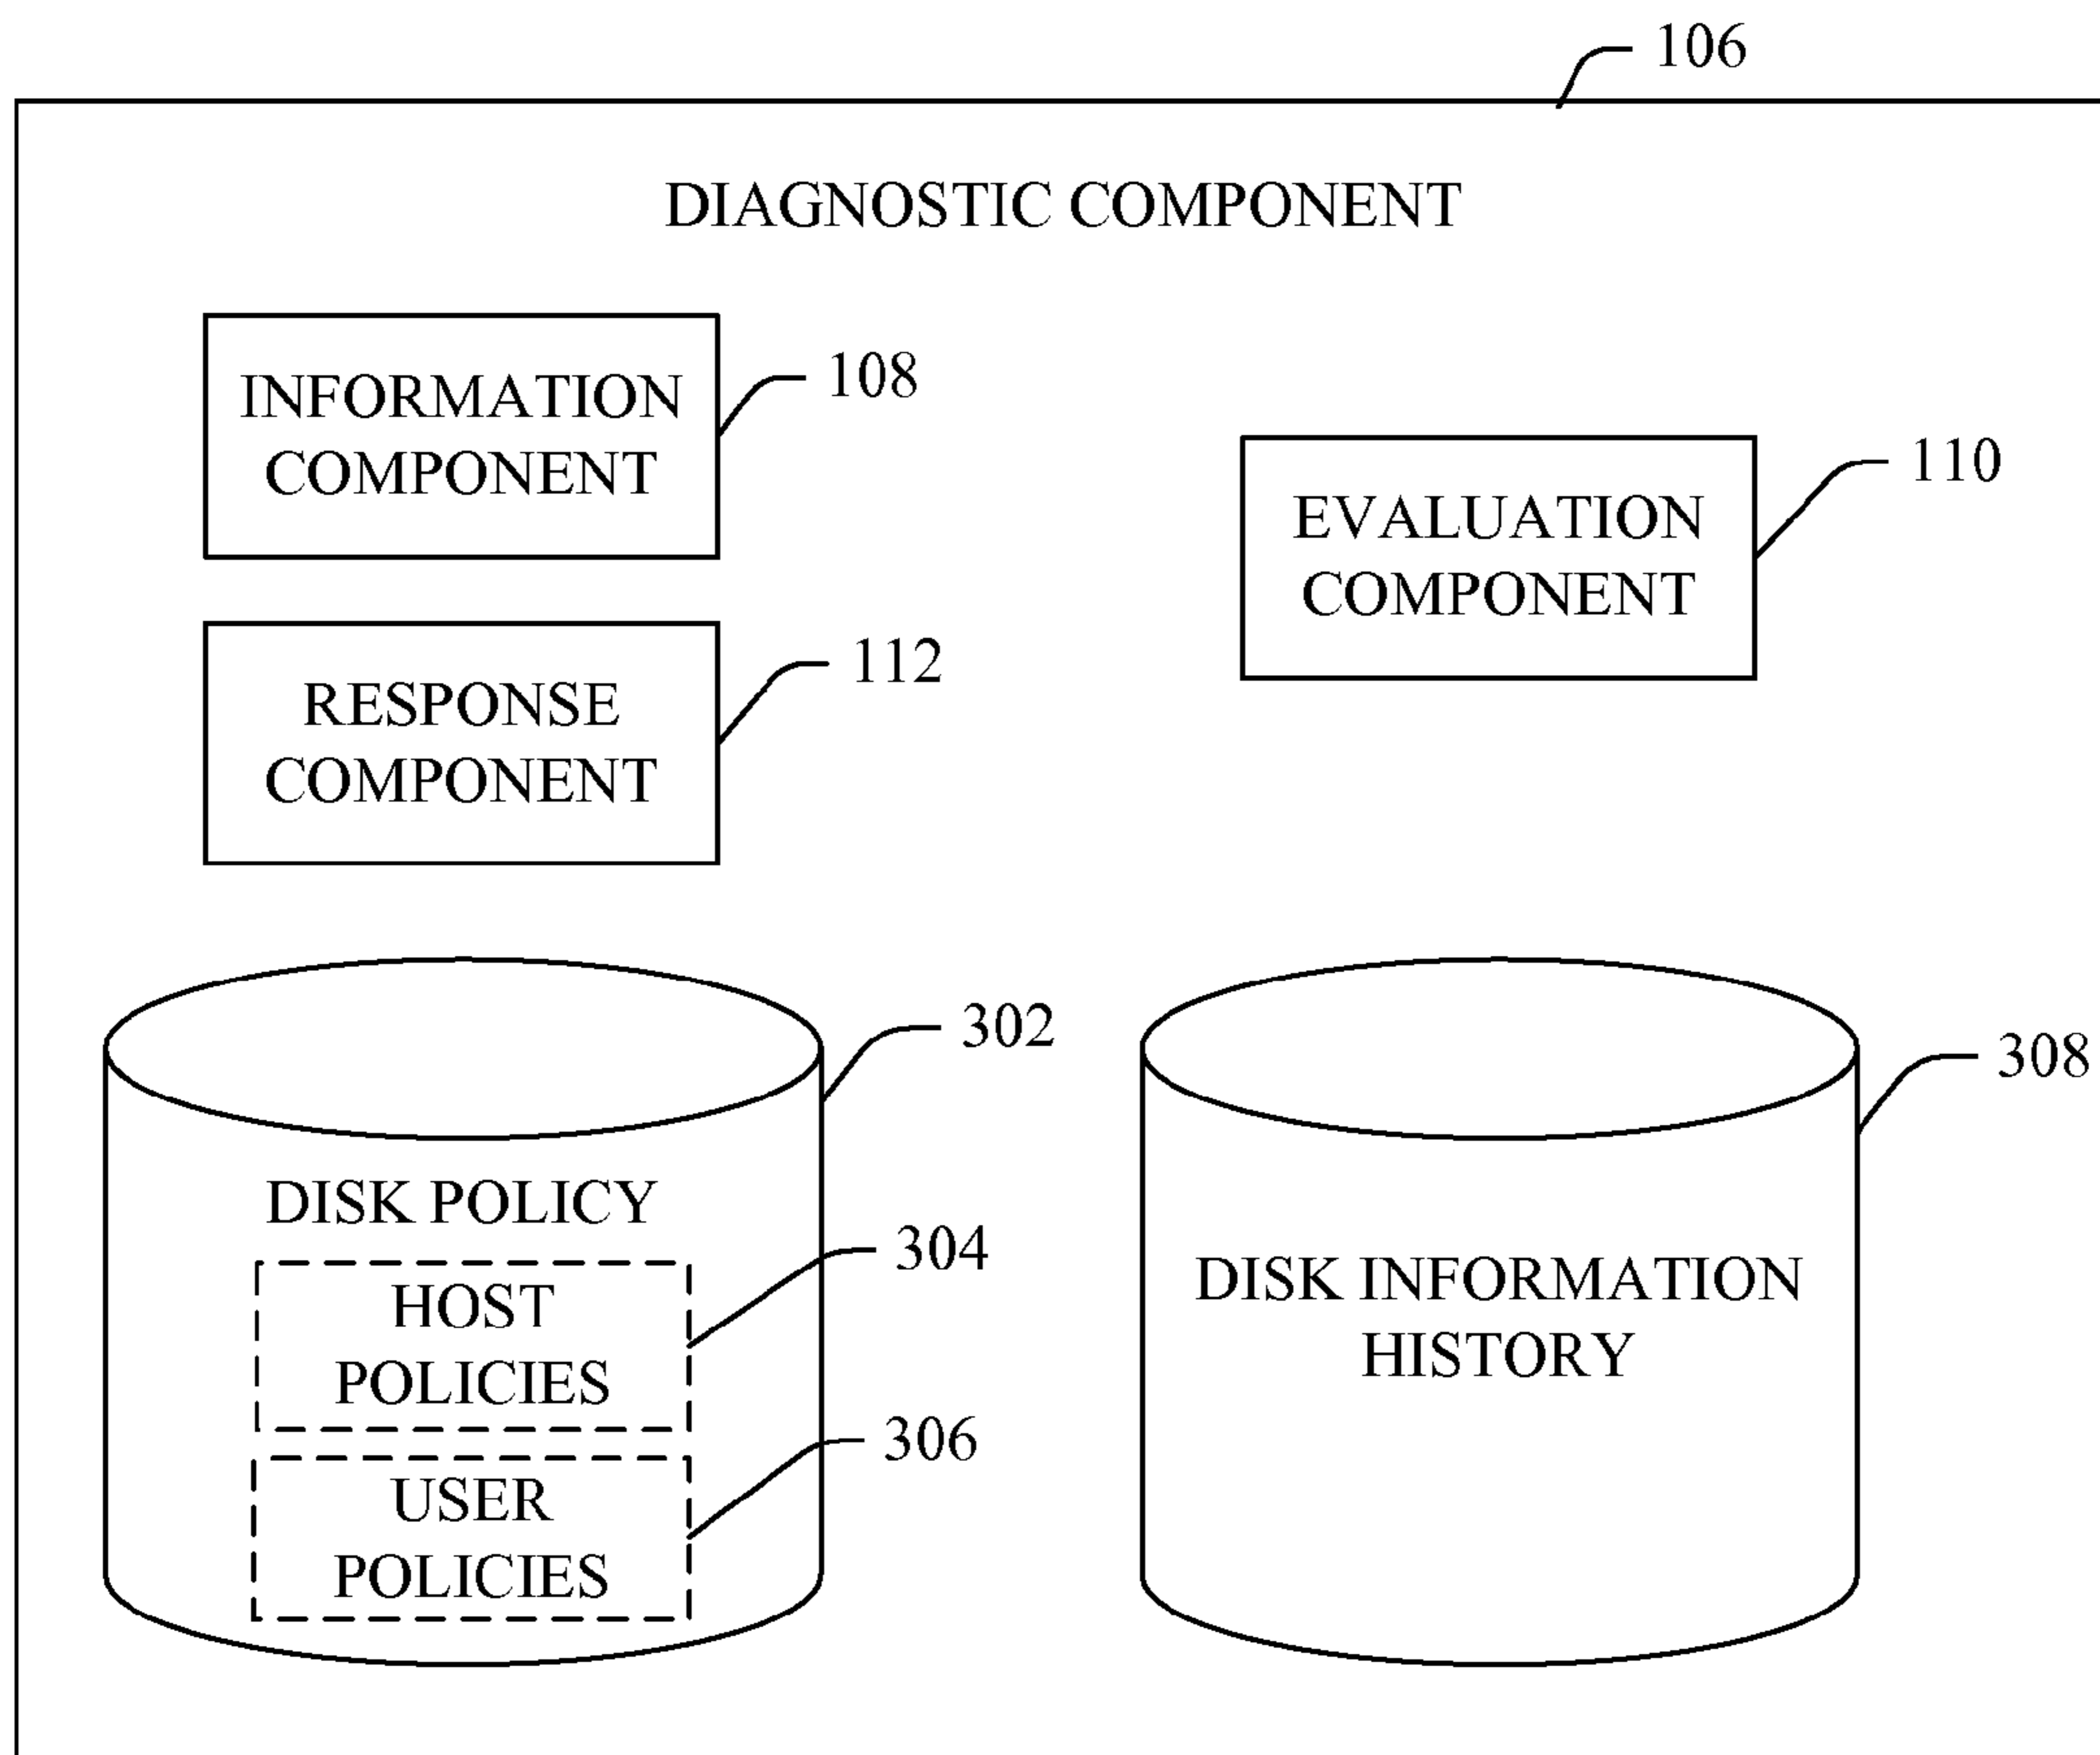 106
DIAGNOSTIC COMPONENT
INFORMATION
COMPONENT
108
EVALUATION
COMPONENT
110
RESPONSE
COMPONENT
112
302
DISK POLICY
HOST
POLICIES
304
USER
POLICIES
306
308
DISK INFORMATION
HISTORY